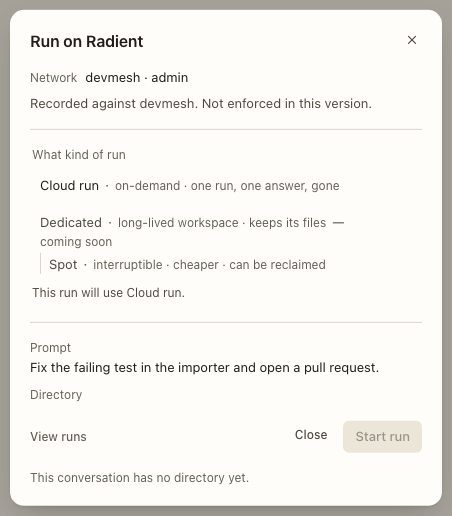 Run on Radient
×
Network devmesh · admin
Recorded against devmesh. Not enforced in this version.
What kind of run
Cloud run · on-demand · one run, one answer, gone
Dedicated · long-lived workspace · keeps its files —
coming soon
Spot · interruptible · cheaper · can be reclaimed
This run will use Cloud run.
Prompt
Fix the failing test in the importer and open a pull request.
Directory
View runs Close Start run
This conversation has no directory yet.